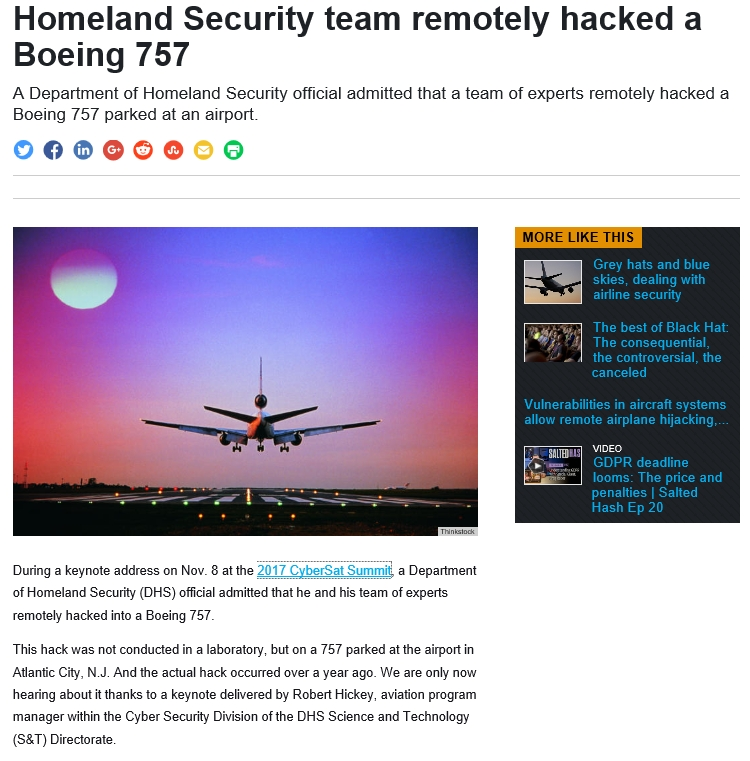 Homeland Security team remotely hacked a
Boeing 757
A Department of Homeland Security official admitted that a team of experts remotely hacked a
Boeing 757 parked at an airport.
in
G+
Thinkstock
During a keynote address on Nov. 8 at the 2017 CyberSat Summit, a Department
of Homeland Security (DHS) official admitted that he and his team of experts
remotely hacked into a Boeing 757.
This hack was not conducted in a laboratory, but on a 757 parked at the airport in
Atlantic City, N.J. And the actual hack occurred over a year ago. We are only now
hearing about it thanks to a keynote delivered by Robert Hickey, aviation program
manager within the Cyber Security Division of the DHS Science and Technology
(S&T) Directorate.
MORE LIKE THIS
Grey hats and blue
skies, dealing with
airline security
The best of Black Hat:
The consequential,
the controversial, the
canceled
Vulnerabilities in aircraft systems
allow remote airplane hijacking,...
SALTED HAS
VIDEO
GDPR deadline
looms: The price and
penalties | Salted
Hash Ep 20